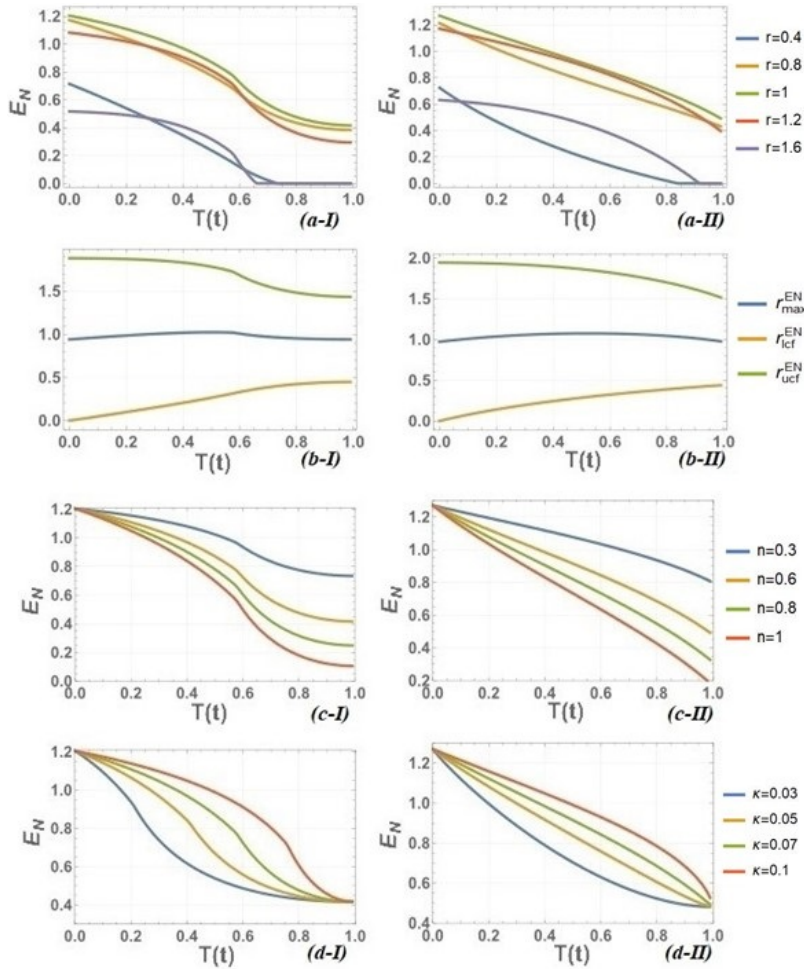 1.2
1.0
0.8
0.6
0.4
0.2
0.0
E_N
0.0 0.2 0.4 0.6 0.8 1.0
T(t) (a-I)
1.2
1.0
0.8
0.6
0.4
0.2
0.0
0.0 0.2 0.4 0.6 0.8 1.0
T(t) (a-II)
r=0.4
r=0.8
r=1
r=1.2
r=1.6
1.5
1.0
0.5
0.0
0.0 0.2 0.4 0.6 0.8 1.0
T(t) (b-I)
2.0
1.5
1.0
0.5
0.0
0.0 0.2 0.4 0.6 0.8 1.0
T(t) (b-II)
r_max^EN
r_lcf^EN
r_ucf^EN
1.2
1.0
0.8
0.6
0.4
0.2
0.0
E_N
0.0 0.2 0.4 0.6 0.8 1.0
T(t) (c-I)
1.2
1.0
0.8
0.6
0.4
0.2
E_N
0.0 0.2 0.4 0.6 0.8 1.0
T(t) (c-II)
n=0.3
n=0.6
n=0.8
n=1
1.2
1.0
0.8
0.6
0.4
E_N
0.0 0.2 0.4 0.6 0.8 1.0
T(t) (d-I)
1.2
1.0
0.8
0.6
0.4
E_N
0.0 0.2 0.4 0.6 0.8 1.0
T(t) (d-II)
κ=0.03
κ=0.05
κ=0.07
κ=0.1